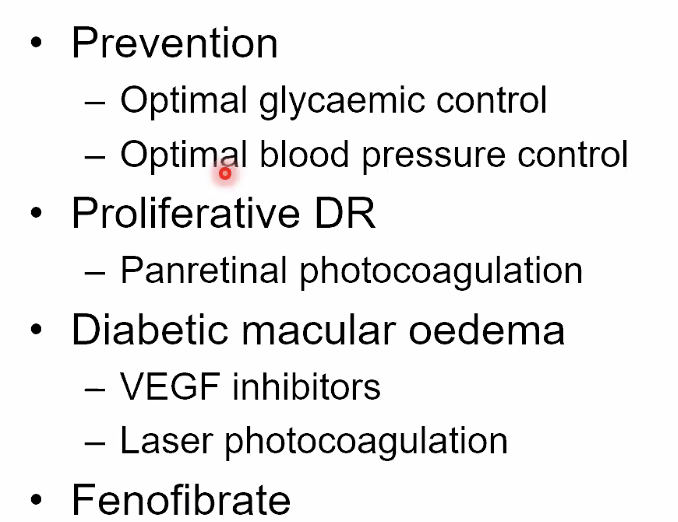 • Prevention
– Optimal glycaemic control
– Optimal blood pressure control
• Proliferative DR
– Panretinal photocoagulation
• Diabetic macular oedema
– VEGF inhibitors
– Laser photocoagulation
• Fenofibrate